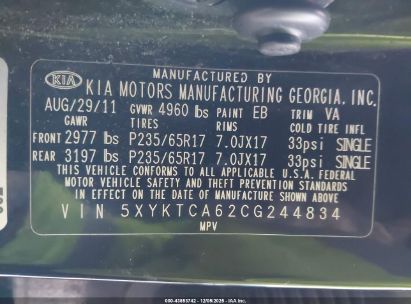 MANUFACTURED BY
KIA KIA MOTORS MANUFACTURING GEORGIA, INC.
AUG/29/11 GVWR 4960 lbs PAINT EB TRIM VA
GAWR TIRES RIMS COLD TIRE INFL
FRONT 2977 lbs P235/65R17 7.0JX17 33psi SINGLE
REAR 3197 lbs P235/65R17 7.0JX17 33psi SINGLE
THIS VEHICLE CONFORMS TO ALL APPLICABLE U.S.A FEDERAL
MOTOR VEHICLE SAFETY AND THEFT PREVENTION STANDARDS
IN EFFECT ON THE DATE OF MANUFACTURE SHOWN ABOVE
VIN 5XYKTCA62CG244834
MPV